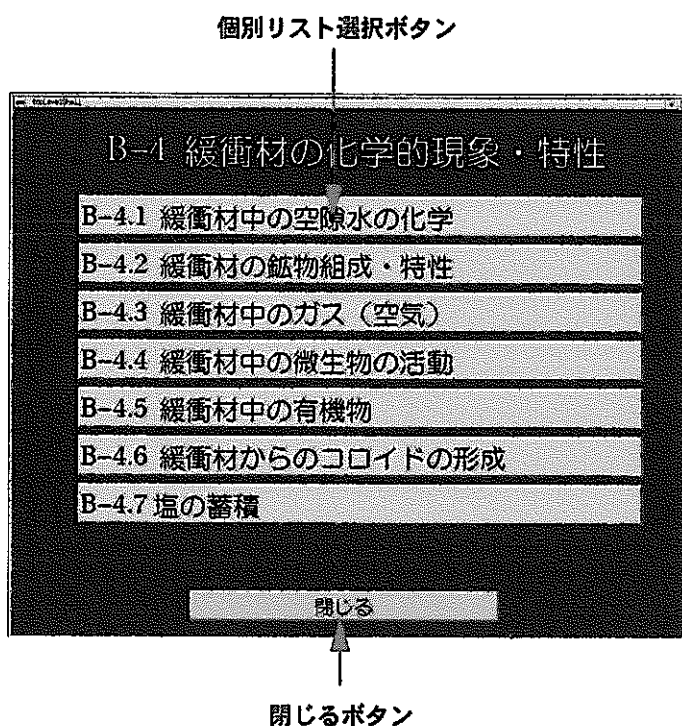 個別リスト選択ボタン
B-4 緩衝材の化学的現象・特性
B-4.1 緩衝材中の空隙水の化学
B-4.2 緩衝材の鉱物組成・特性
B-4.3 緩衝材中のガス（空気）
B-4.4 緩衝材中の微生物の活動
B-4.5 緩衝材中の有機物
B-4.6 緩衝材からのコロイドの形成
B-4.7 塩の蓄積
閉じる
閉じるボタン